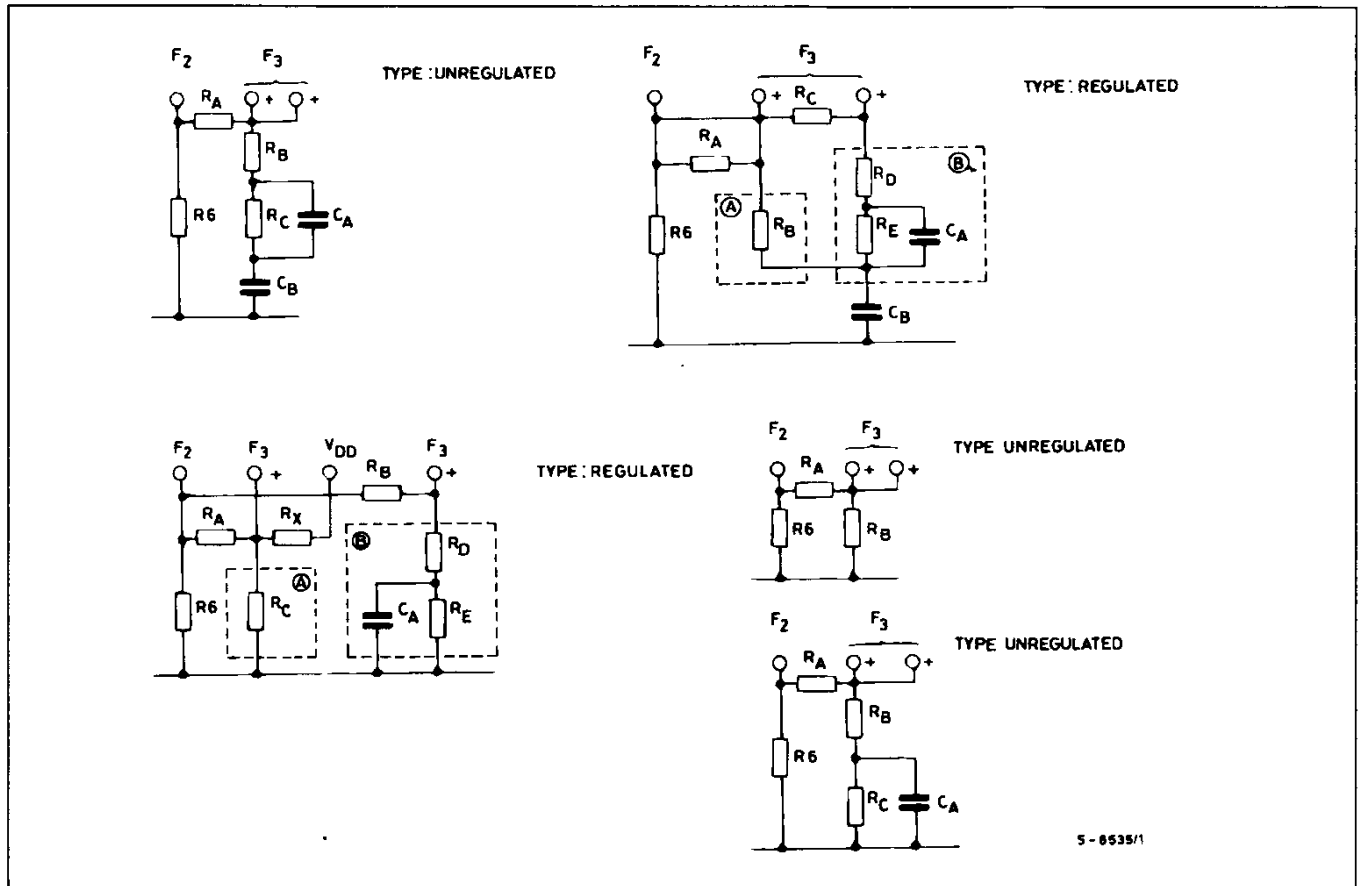 F2 F3
TYPE : UNREGULATED
RA + +
RB
R6 RC CA
CB
F2 F3
TYPE : REGULATED
+ RC +
RA
B
RD
A
R6 RB RE CA
CB
F2 F3 VDD RB F3
TYPE : REGULATED
+ +
RA RX
B RD
A
R6 RC CA RE
F2 F3
TYPE UNREGULATED
RA + +
R6 RB
F2 F3
TYPE UNREGULATED
RA + +
RB
R6
RC CA
5-8535/1